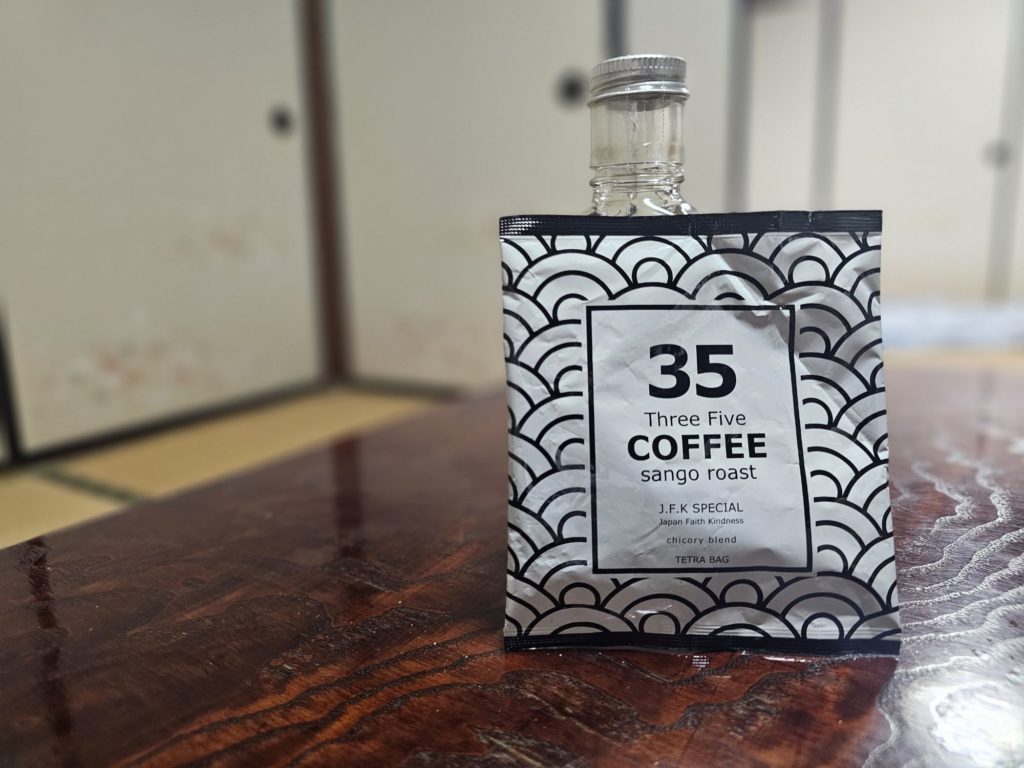 35
Three Five
COFFEE
sango roast
J.F.K SPECIAL
Japan Faith Kindness
chicory blend
TETRA BAG